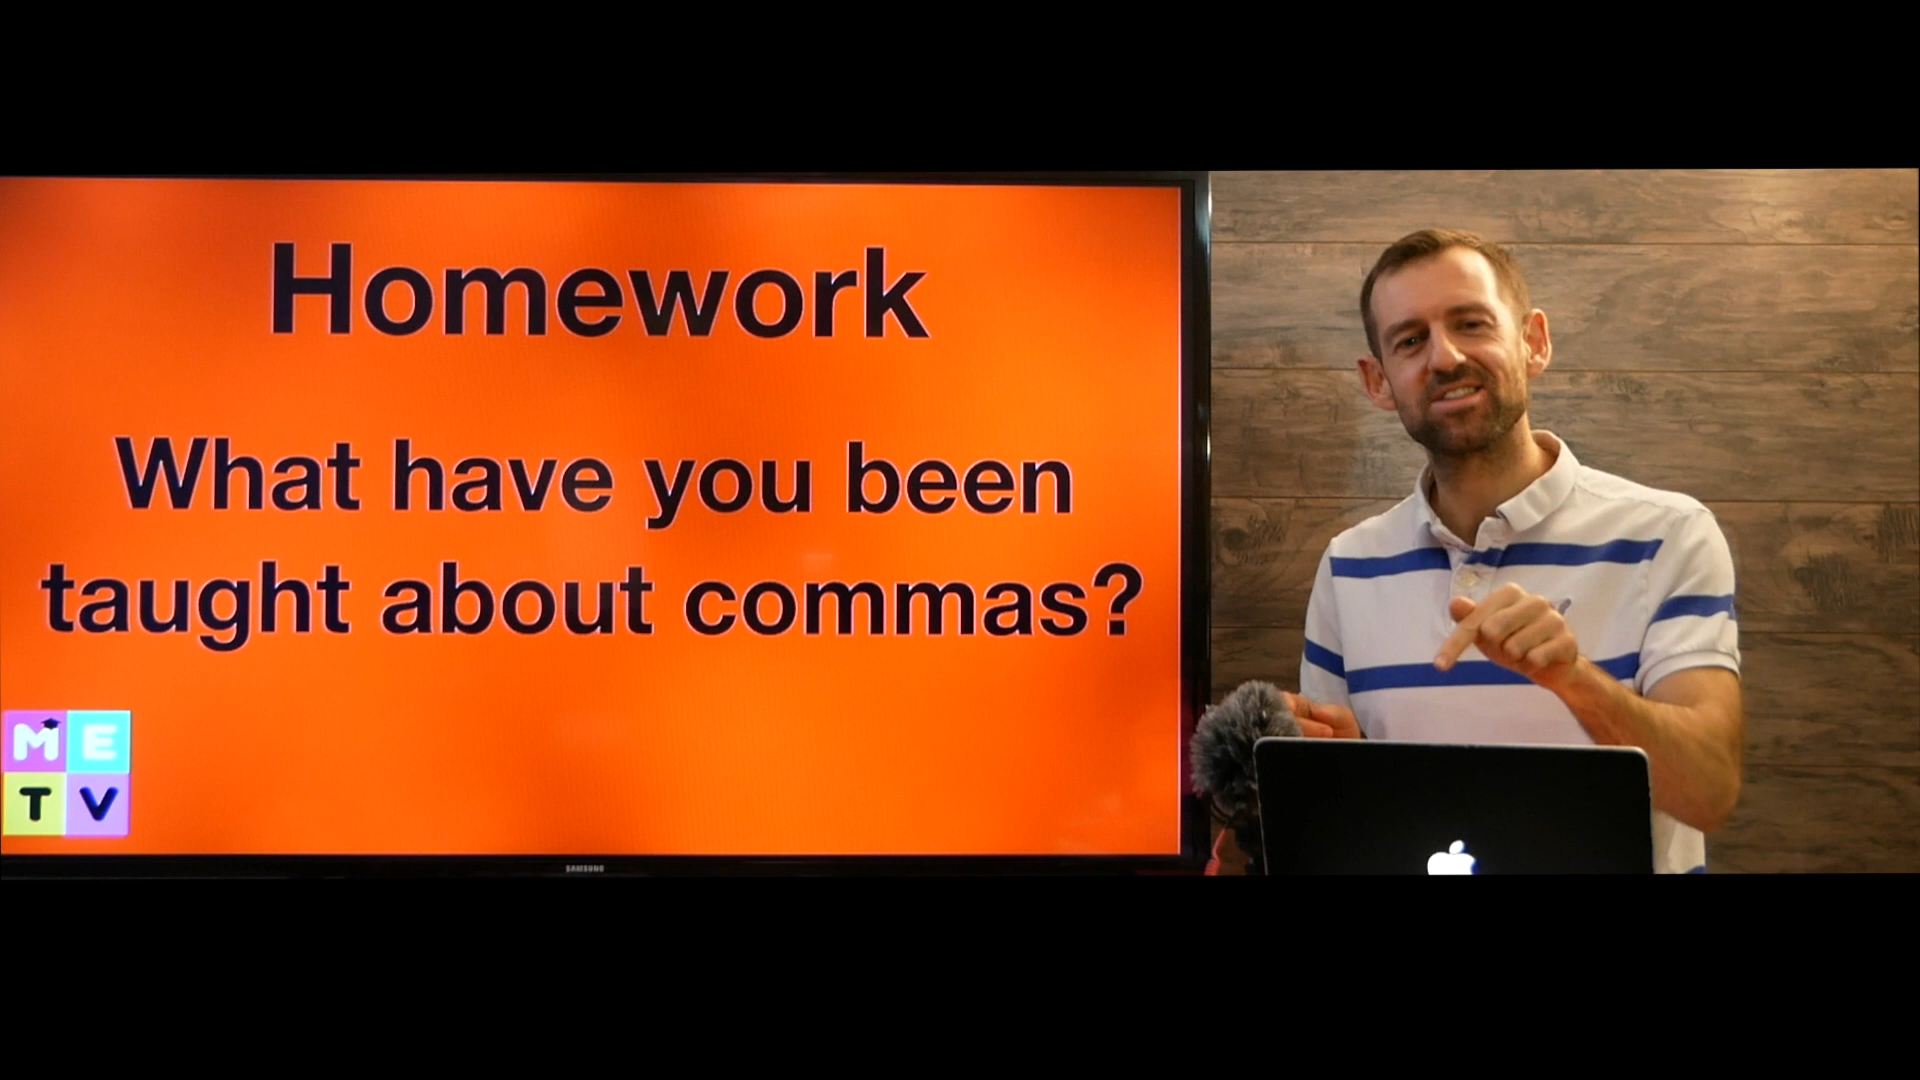 Homework
What have you been
taught about commas?
M E
T V
SAMSUNG